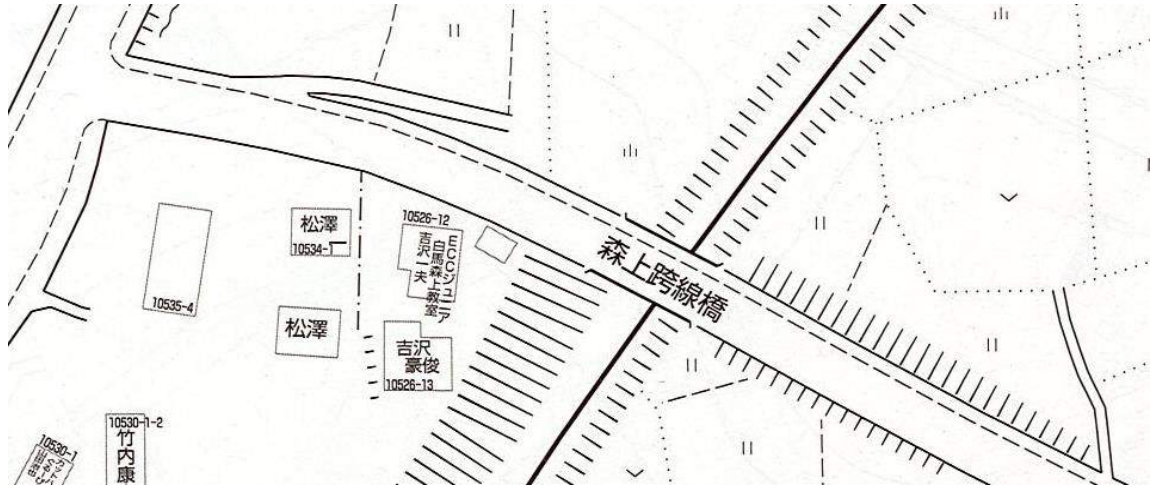 森上跨線橋
松澤
10534-1
10526-12
ECCジュニア
白馬森上教室
吉沢一夫
10535-4
松澤
吉沢
豪俊
10526-13
10530-1-2
竹内康
10530-1